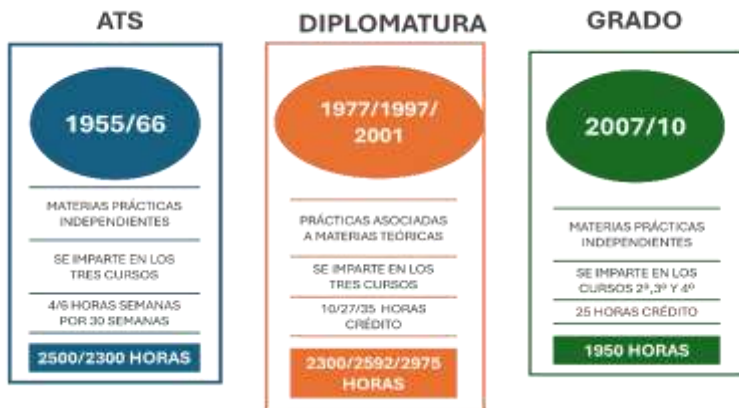 ATS
1955/66
MATERIAS PRÁCTICAS
INDEPENDIENTES
SE IMPARTE EN LOS
TRES CURSOS
4/6 HORAS SEMANAS
POR 30 SEMANAS
2500/2300 HORAS
DIPLOMATURA
1977/1997/
2001
PRÁCTICAS ASOCIADAS
A MATERIAS TEÓRICAS
SE IMPARTE EN LOS
TRES CURSOS
10/27/35 HORAS
CRÉDITO
2300/2592/2975
HORAS
GRADO
2007/10
MATERIAS PRÁCTICAS
INDEPENDIENTES
SE IMPARTE EN LOS
CURSOS 2º,3º Y 4º
25 HORAS CRÉDITO
1950 HORAS